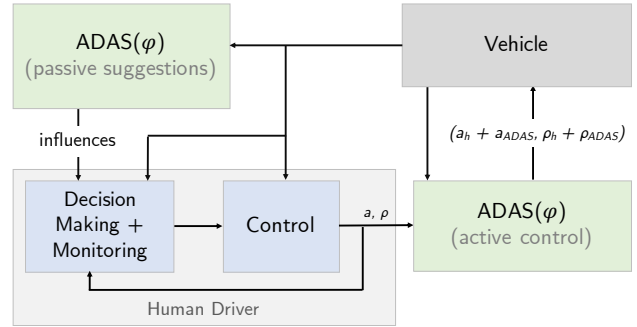 ADAS(φ)
(passive suggestions)
Vehicle
influences
(a_h + a_ADAS, ρ_h + ρ_ADAS)
Decision
Making +
Monitoring
Control
a, ρ
ADAS(φ)
(active control)
Human Driver